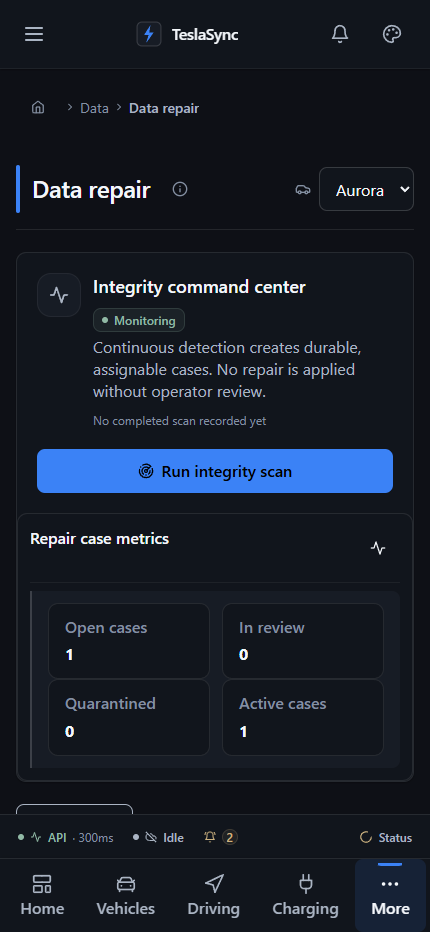 TeslaSync
Data
Data repair
Data repair
Aurora
Integrity command center
Monitoring
Continuous detection creates durable,
assignable cases. No repair is applied
without operator review.
No completed scan recorded yet
Run integrity scan
Repair case metrics
Open cases
1
In review
0
Quarantined
0
Active cases
1
API · 300ms
Idle
2
Status
Home
Vehicles
Driving
Charging
More